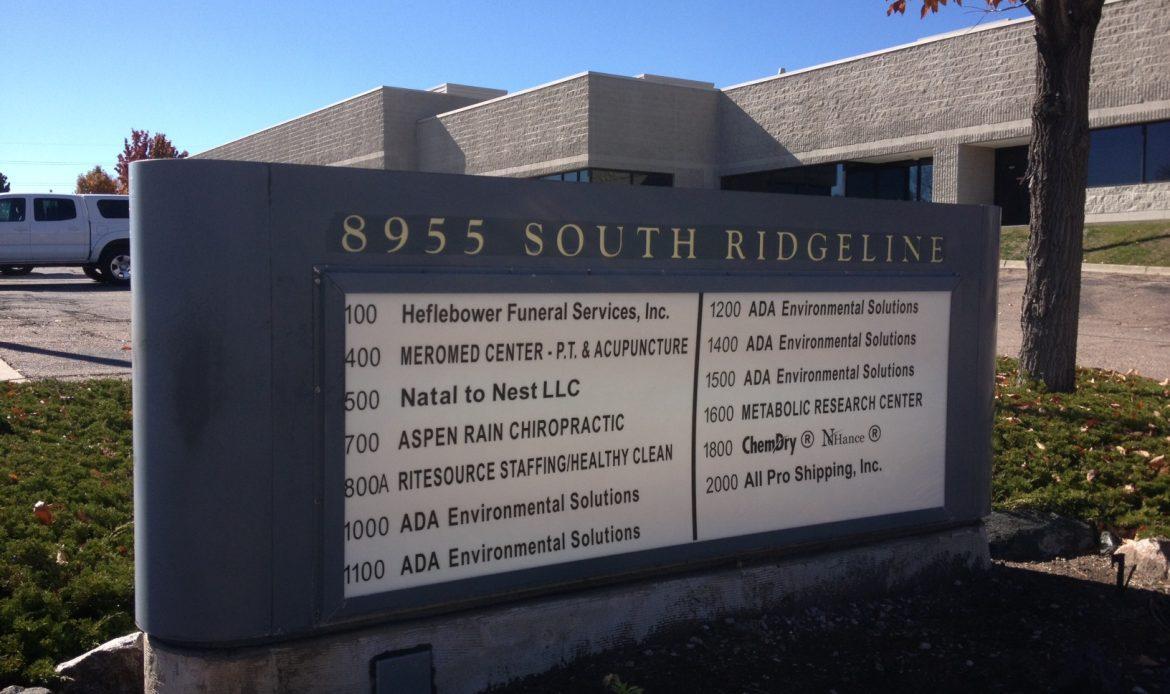 8955 SOUTH RIDGELINE
100 Heflebower Funeral Services, Inc.
400 MEROMED CENTER - P.T. & ACUPUNCTURE
500 Natal to Nest LLC
700 ASPEN RAIN CHIROPRACTIC
800A RITESOURCE STAFFING/HEALTHY CLEAN
1000 ADA Environmental Solutions
1100 ADA Environmental Solutions
1200 ADA Environmental Solutions
1400 ADA Environmental Solutions
1500 ADA Environmental Solutions
1600 METABOLIC RESEARCH CENTER
1800 ChemDry ® NHance ®
2000 All Pro Shipping, Inc.